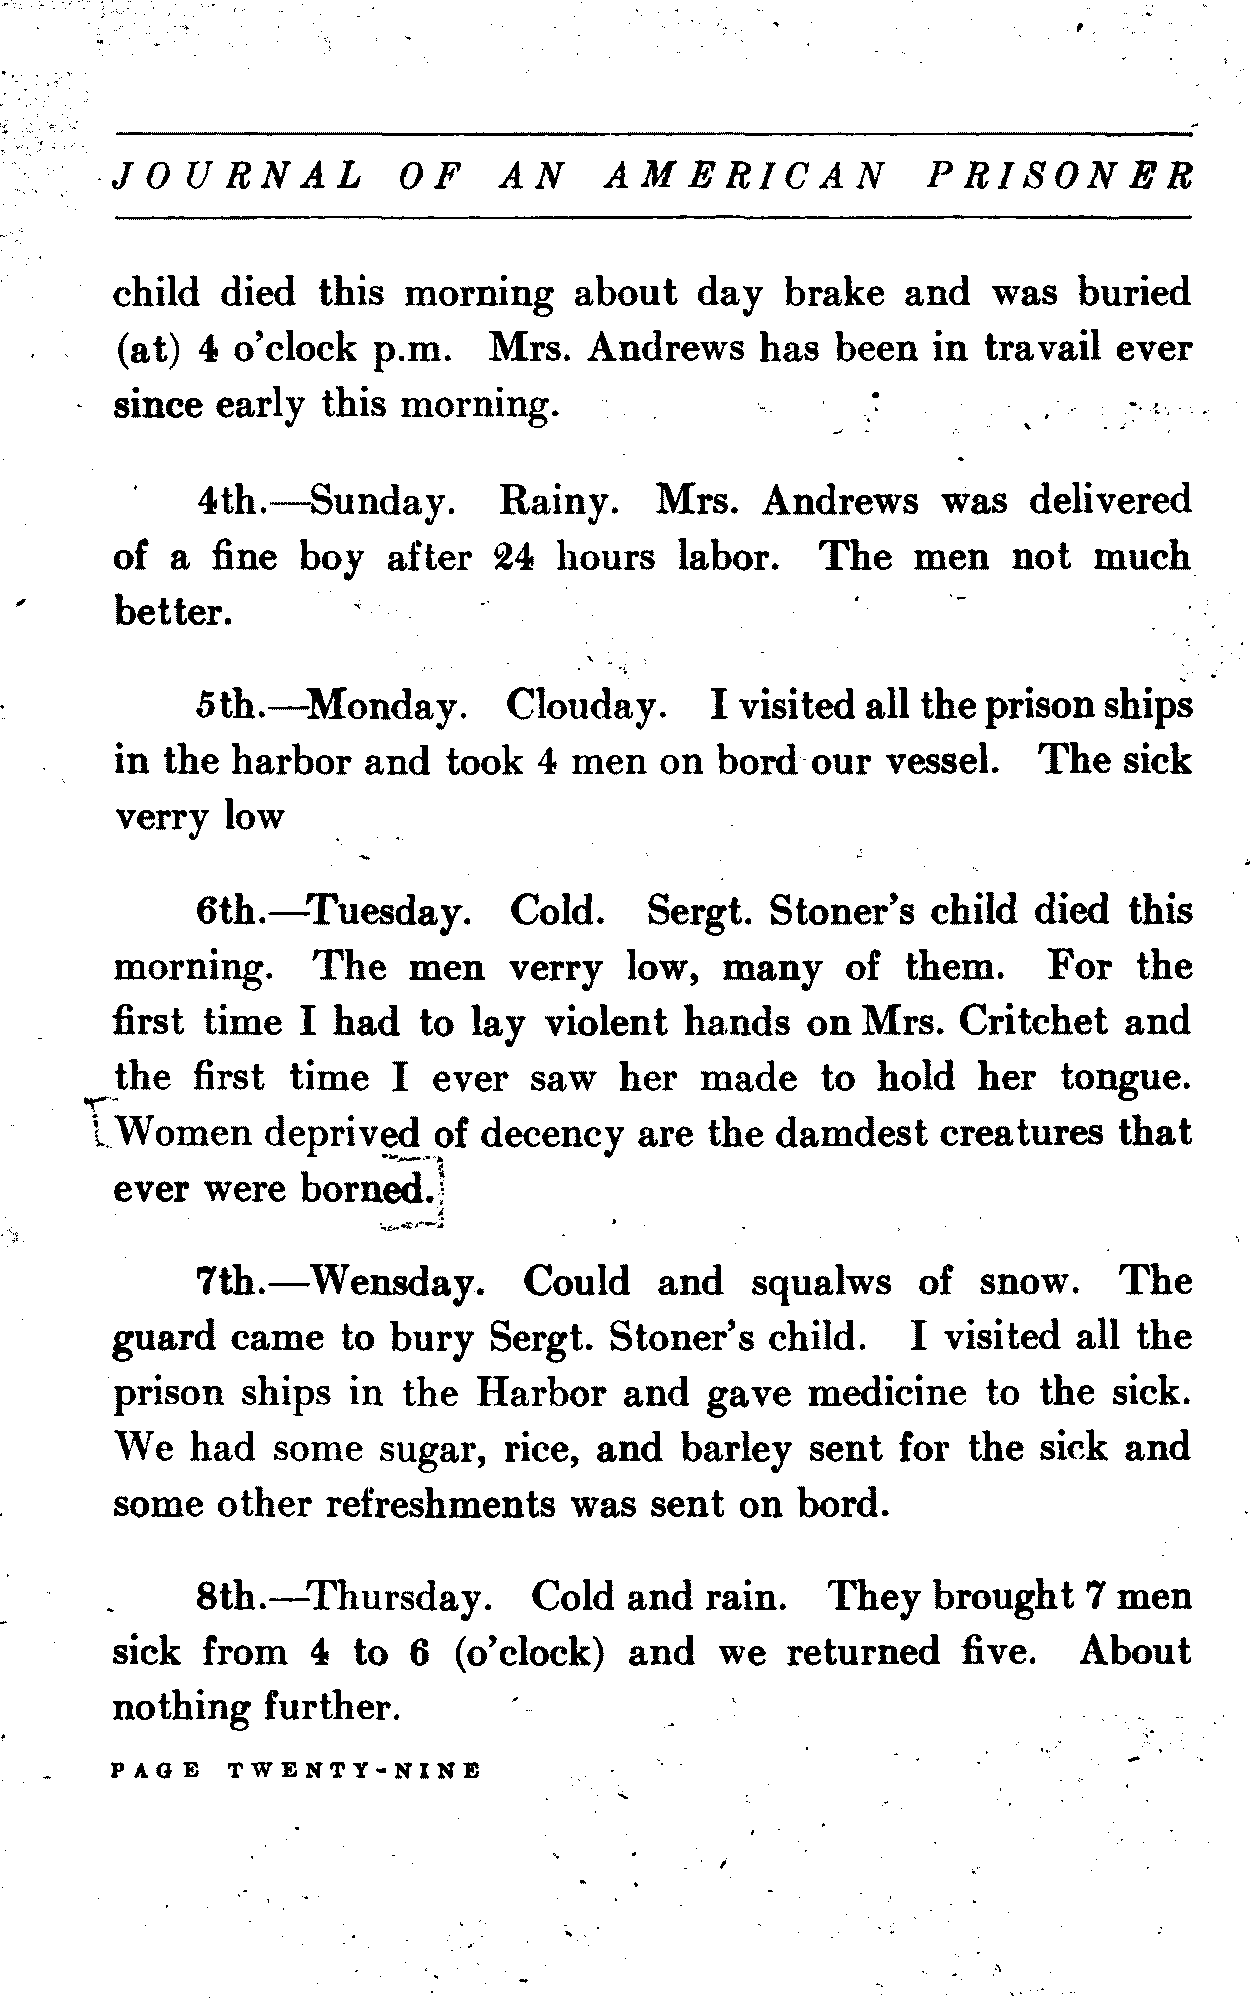 JOURNAL OF AN AMERICAN PRISONER
child died this morning about day brake and was buried
(at) 4 o'clock p.m. Mrs. Andrews has been in travail ever
since early this morning.
4th.—Sunday. Rainy. Mrs. Andrews was delivered
of a fine boy after 24 hours labor. The men not much
better.
5th.—Monday. Clouday. I visited all the prison ships
in the harbor and took 4 men on bord our vessel. The sick
verry low
6th.—Tuesday. Cold. Sergt. Stoner's child died this
morning. The men verry low, many of them. For the
first time I had to lay violent hands on Mrs. Critchet and
the first time I ever saw her made to hold her tongue.
Women deprived of decency are the damdest creatures that
ever were borned.
7th.—Wensday. Could and squalws of snow. The
guard came to bury Sergt. Stoner's child. I visited all the
prison ships in the Harbor and gave medicine to the sick.
We had some sugar, rice, and barley sent for the sick and
some other refreshments was sent on bord.
8th.—Thursday. Cold and rain. They brought 7 men
sick from 4 to 6 (o'clock) and we returned five. About
nothing further.
PAGE TWENTY-NINE